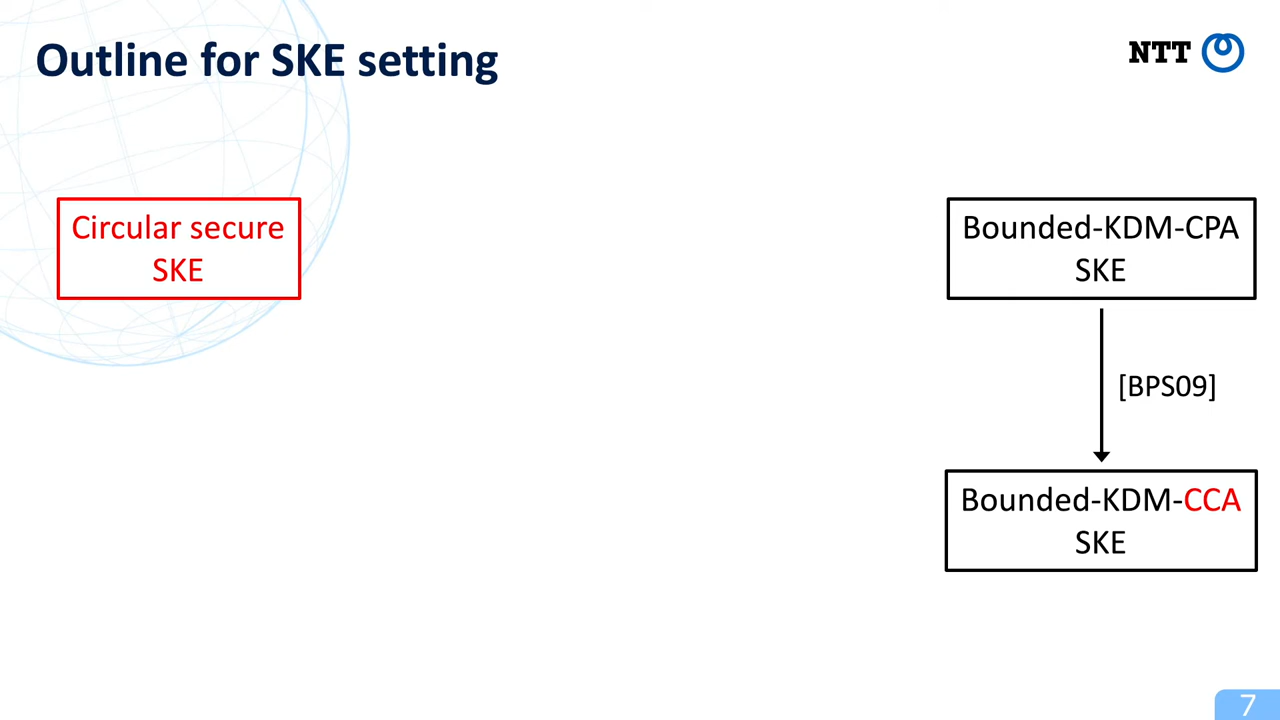 Outline for SKE setting
NTT
Circular secure
SKE
Bounded-KDM-CPA
SKE
[BPS09]
Bounded-KDM-CCA
SKE
7